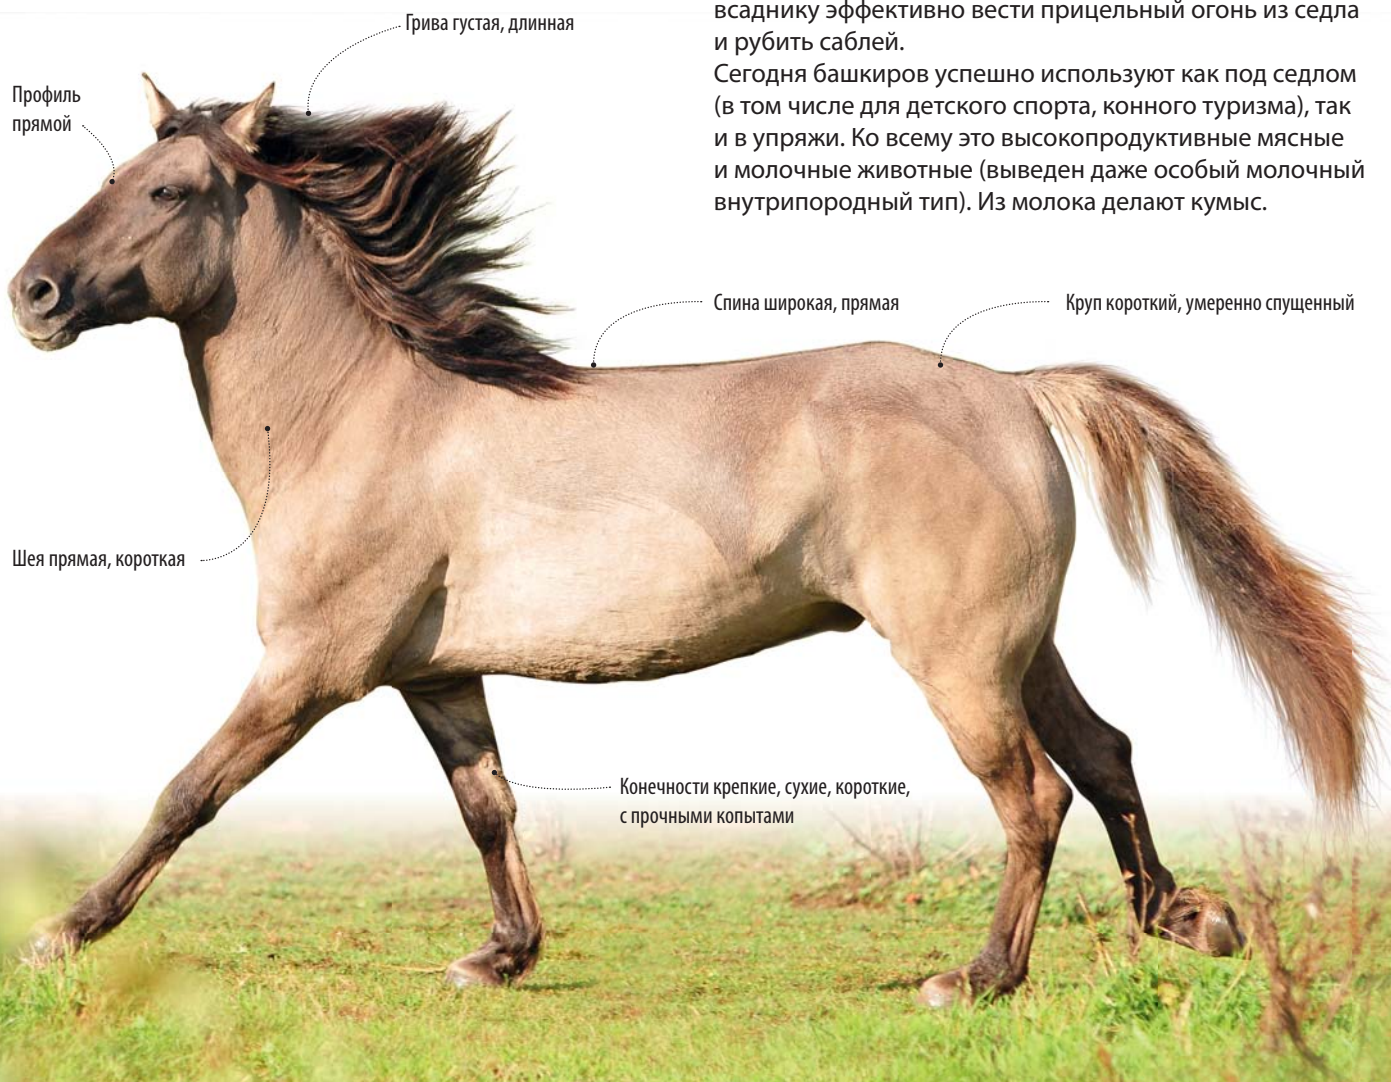 всаднику эффективно вести прицельный огонь из седла
и рубить саблей.
Сегодня башкиров успешно используют как под седлом
(в том числе для детского спорта, конного туризма), так
и в упряжи. Ко всему это высокопродуктивные мясные
и молочные животные (выведен даже особый молочный
внутрипородный тип). Из молока делают кумыс.
Грива густая, длинная
Профиль
прямой
Спина широкая, прямая
Круп короткий, умеренно спущенный
Шея прямая, короткая
Конечности крепкие, сухие, короткие,
с прочными копытами